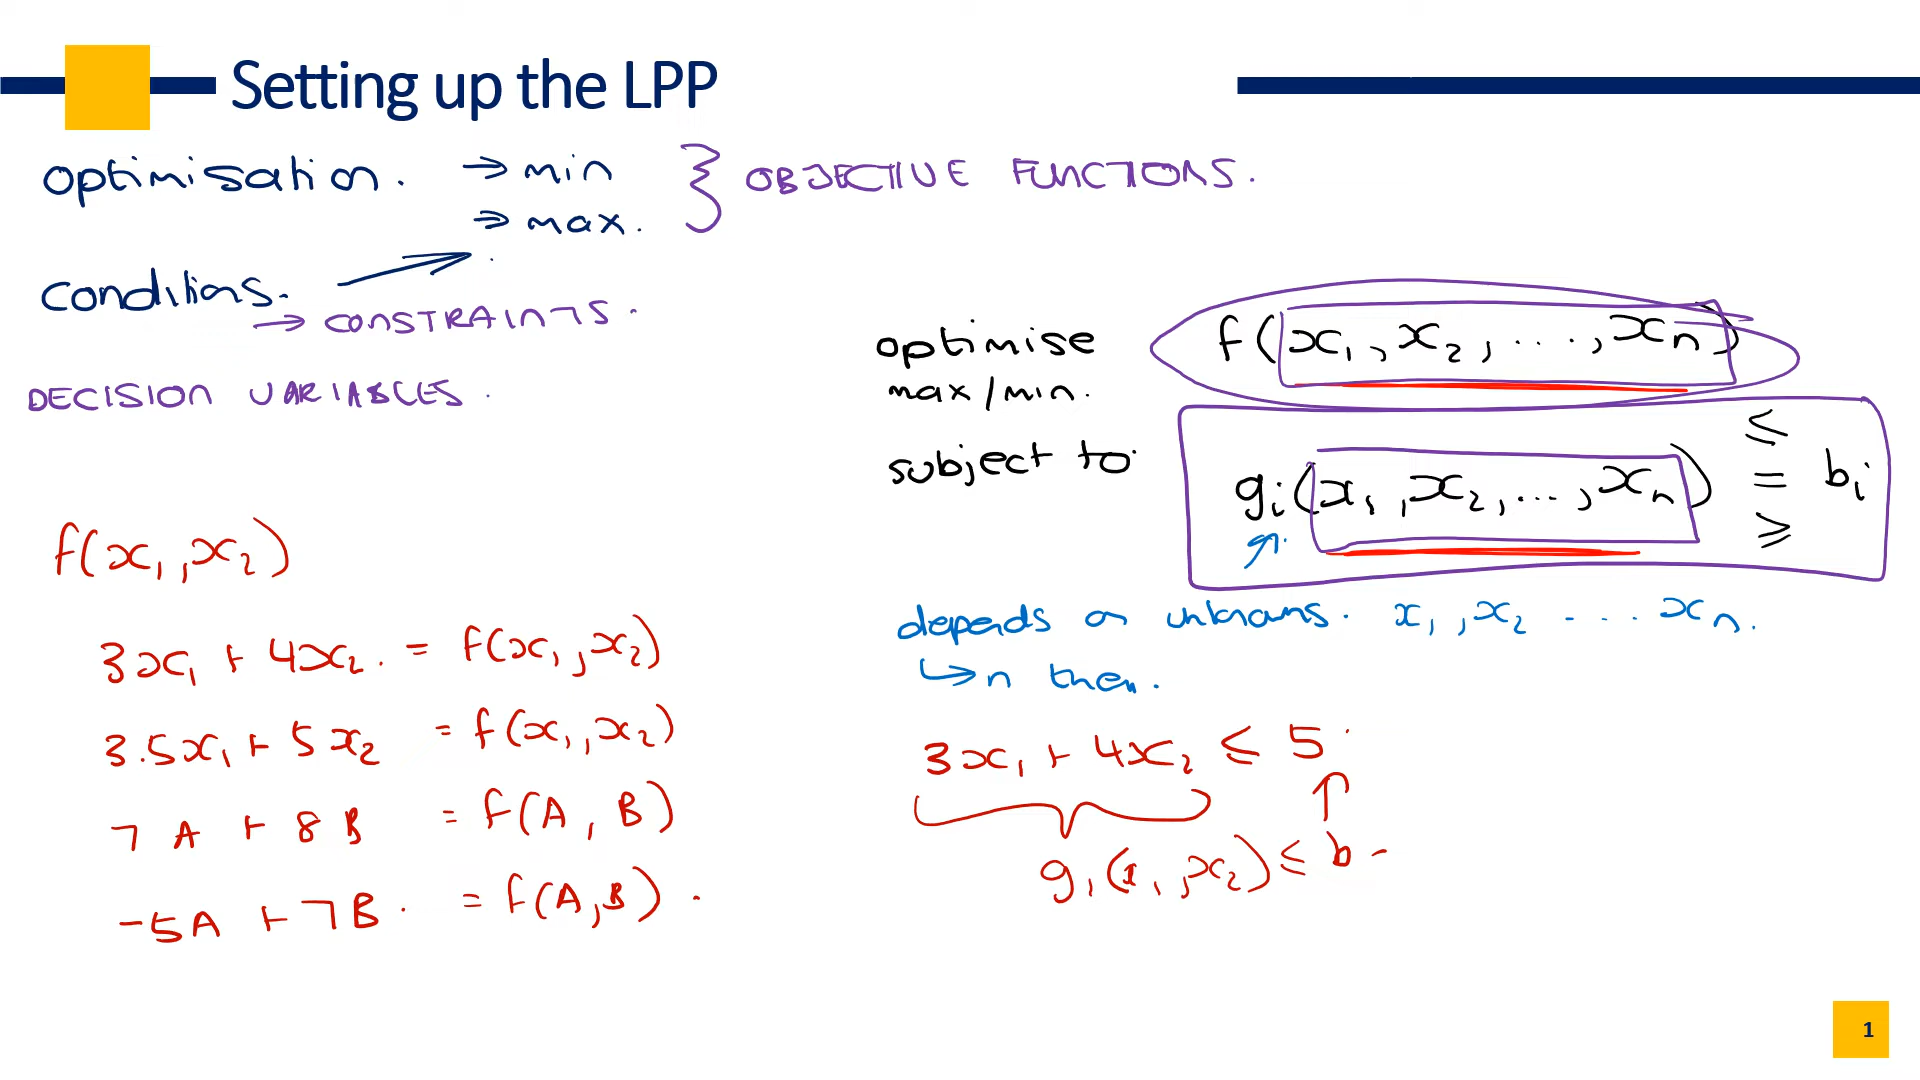 Setting up the LPP
optimisation. → min
⇒ max.
} OBJECTIVE FUNCTIONS.
conditions.
→ CONSTRAINTS.
DECISION VARIABLES.
optimise f(x₁, x₂, ..., xₙ)
max/min.
subject to gᵢ(x₁, x₂, ..., xₙ) ≤ = ≥ bᵢ
depends on unknowns. x₁, x₂ ... xₙ.
↳ n them.
f(x₁, x₂)
3x₁ + 4x₂. = f(x₁, x₂)
3.5x₁ + 5x₂ = f(x₁, x₂)
7A + 8B = f(A, B)
-5A + 7B. = f(A, B).
3x₁ + 4x₂ ≤ 5
g₁(x₁, x₂) ≤ b
1